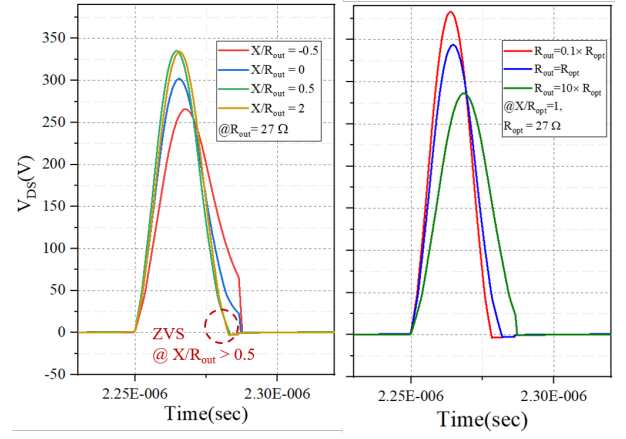 350
300
250
200
150
100
50
0
-50
V_DS(V)
X/R_out = -0.5
X/R_out = 0
X/R_out = 0.5
X/R_out = 2
@R_out= 27 Ω
ZVS
@ X/R_out > 0.5
2.25E-006
2.30E-006
Time(sec)
R_out=0.1× R_opt
R_out=R_opt
R_out=10× R_opt
@X/R_opt=1,
R_opt = 27 Ω
2.25E-006
2.30E-006
Time(sec)